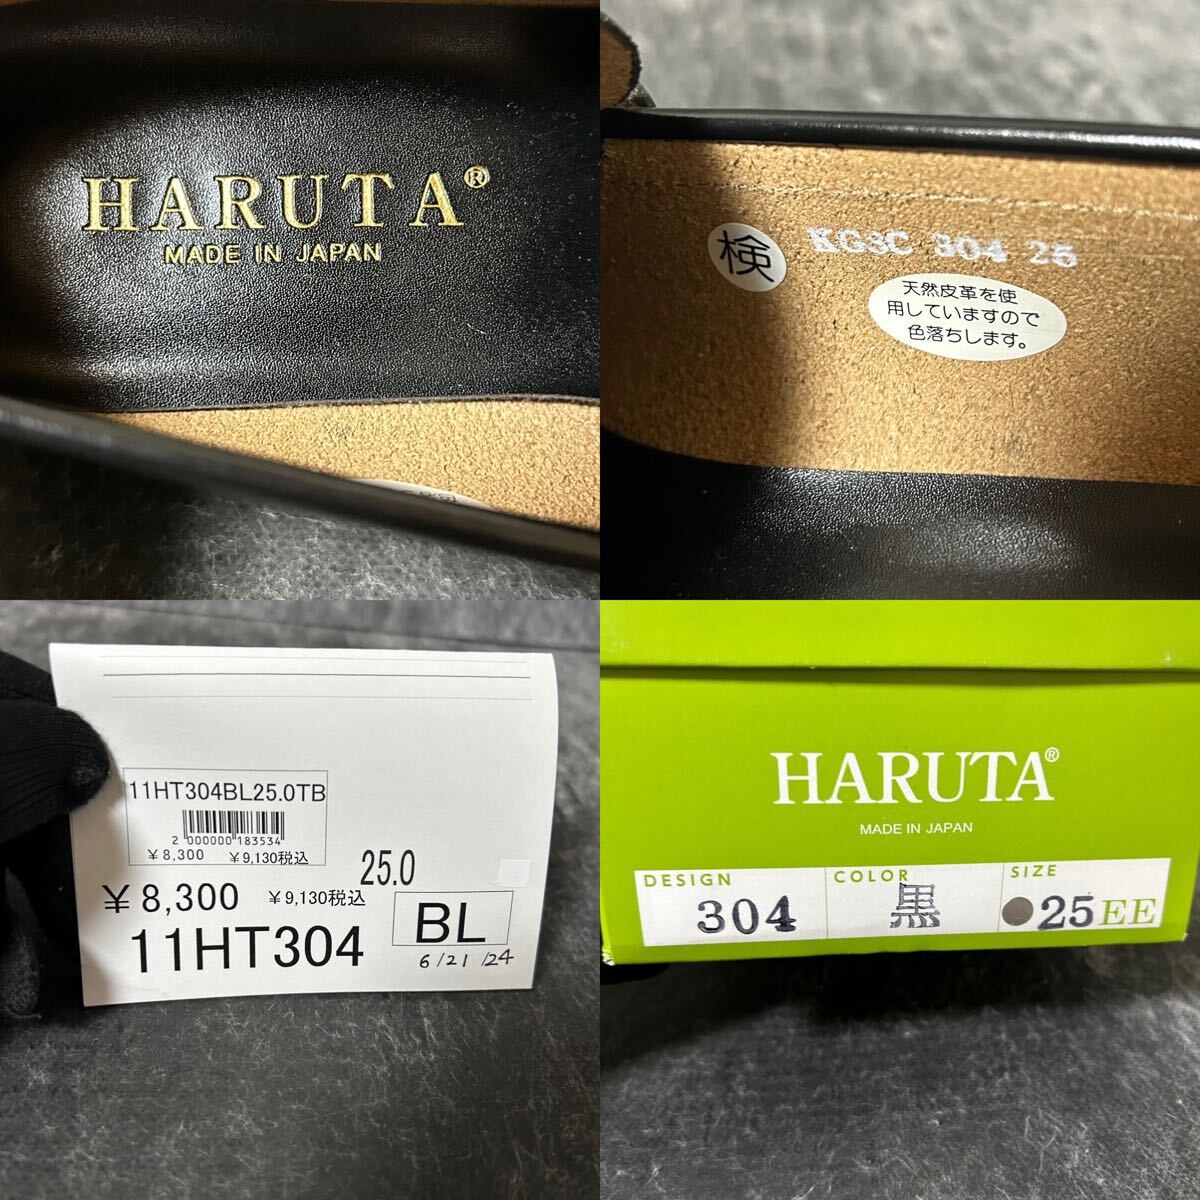 HARUTA®
MADE IN JAPAN
検
KG3C 304 25
天然皮革を使
用していますので
色落ちします。
11HT304BL25.0TB
2 000000 183534
￥8,300 ￥9,130税込
25.0
￥8,300 ￥9,130税込
BL
11HT304
6/21/24
HARUTA®
MADE IN JAPAN
DESIGN COLOR SIZE
304 黒 25EE